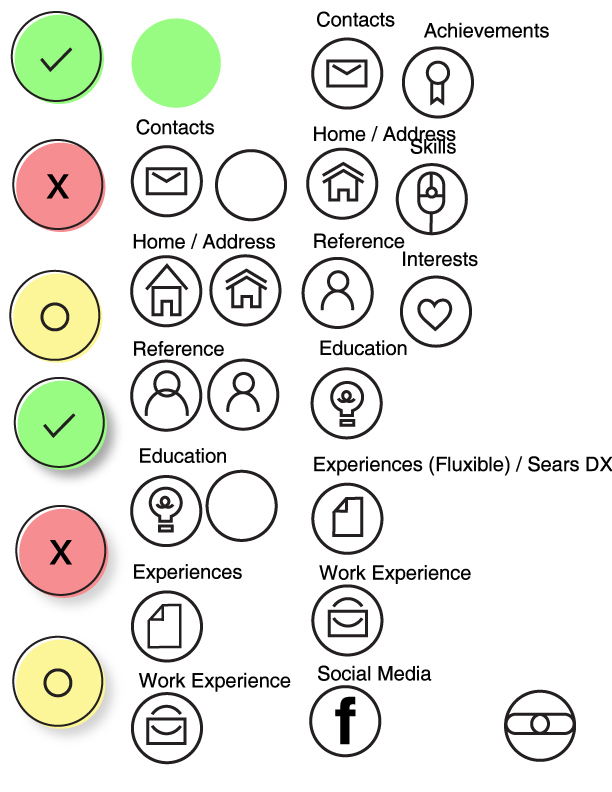 Contacts
Achievements
Contacts
Home / Address
Skills
X
Home / Address
Reference
Interests
Reference
Education
Education
Experiences (Fluxible) / Sears DX
X
Experiences
Work Experience
Work Experience
Social Media
f